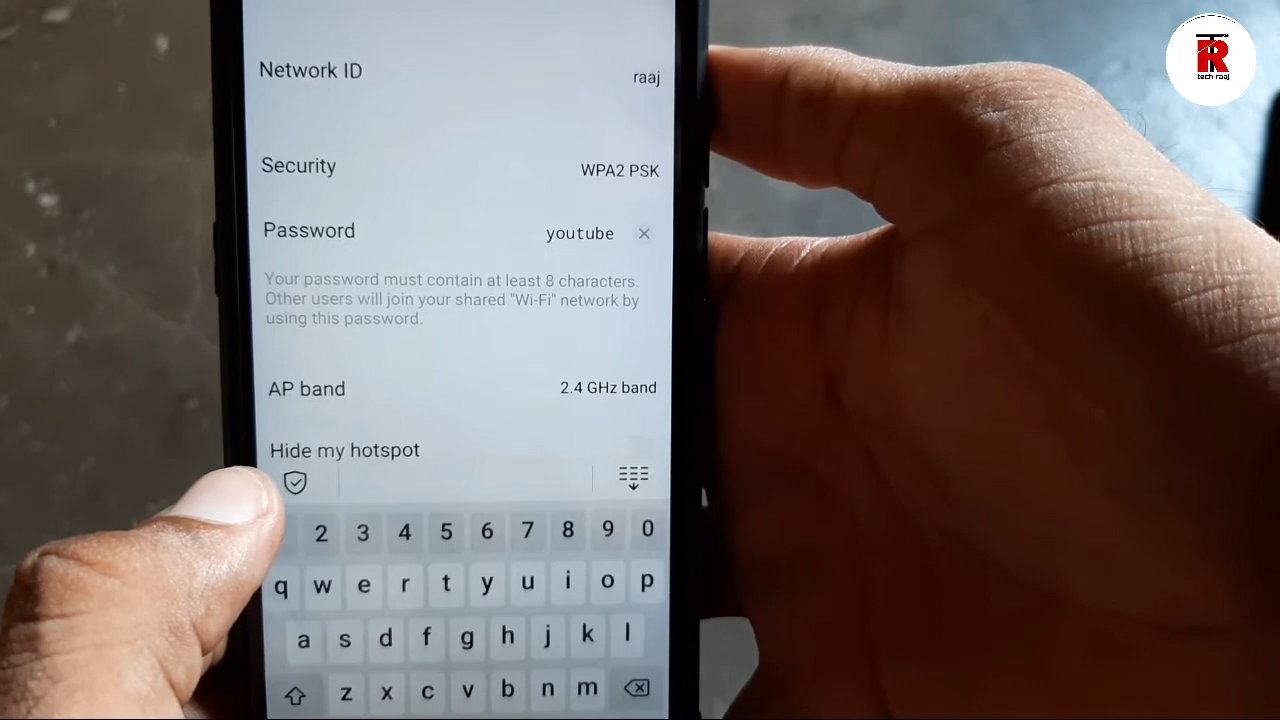 TR
tech raaj
Network ID raaj
Security WPA2 PSK
Password youtube ×
Your password must contain at least 8 characters.
Other users will join your shared "Wi-Fi" network by
using this password.
AP band 2.4 GHz band
Hide my hotspot
2 3 4 5 6 7 8 9 0
q w e r t y u i o p
a s d f g h j k l
z x c v b n m